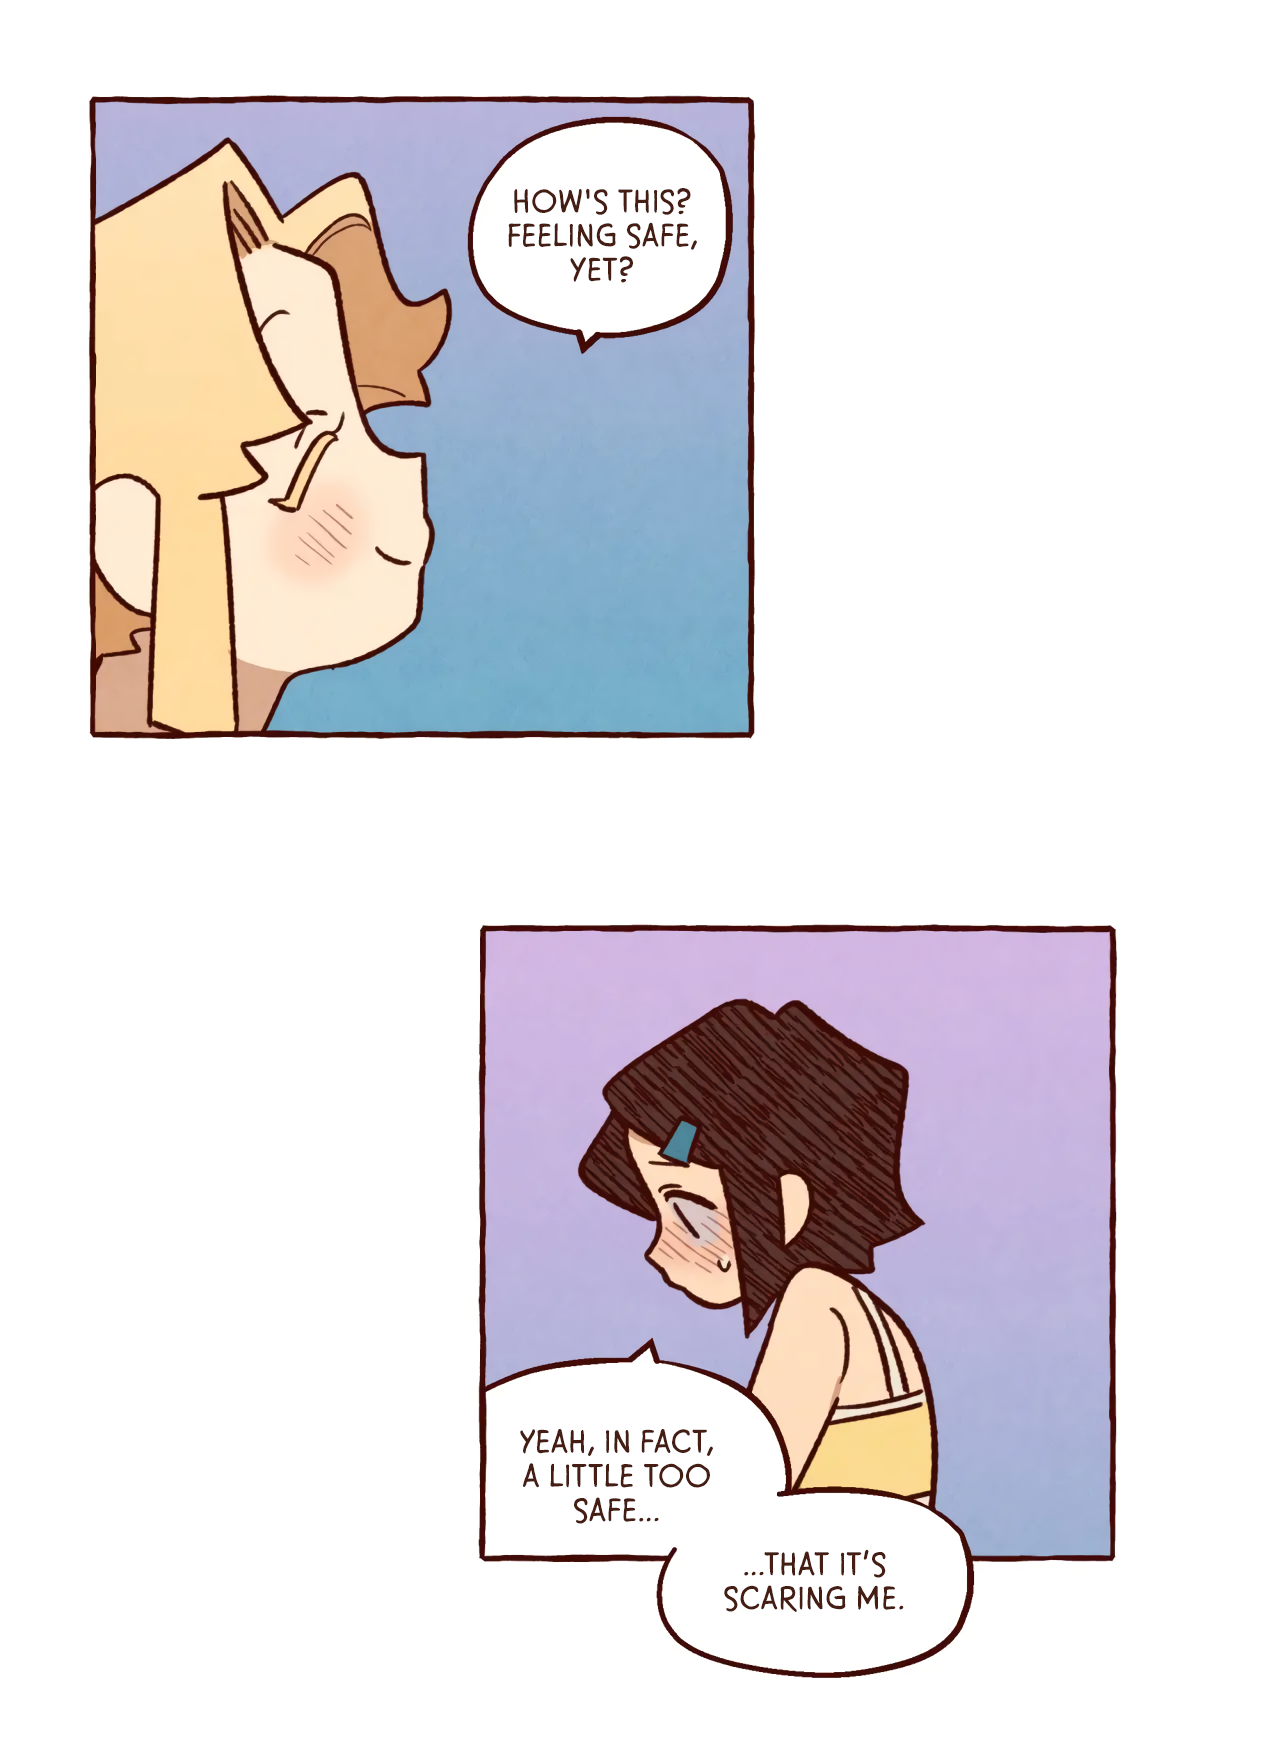 HOW'S THIS?
FEELING SAFE,
YET?
YEAH, IN FACT,
A LITTLE TOO
SAFE...
...THAT IT'S
SCARING ME.